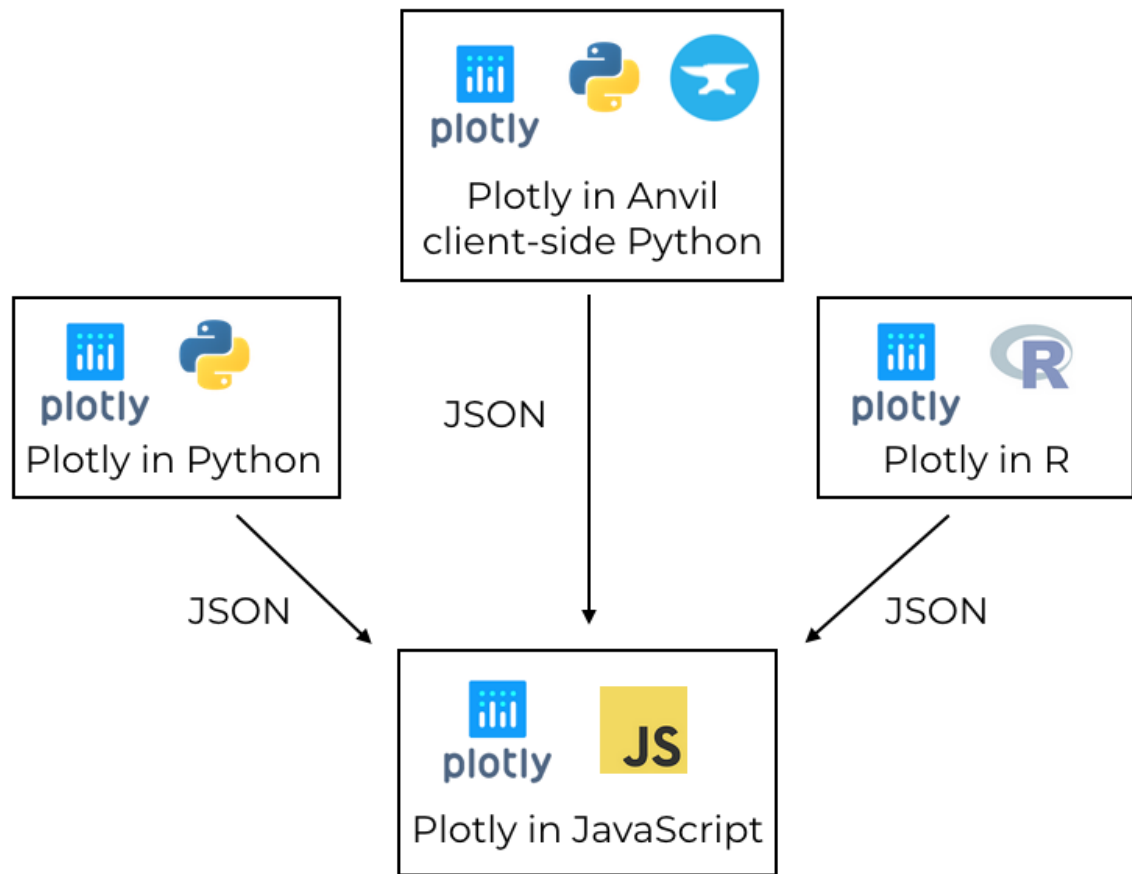 plotly
Plotly in Anvil
client-side Python
plotly
Plotly in Python
JSON
plotly
R
Plotly in R
JSON
JSON
plotly
JS
Plotly in JavaScript